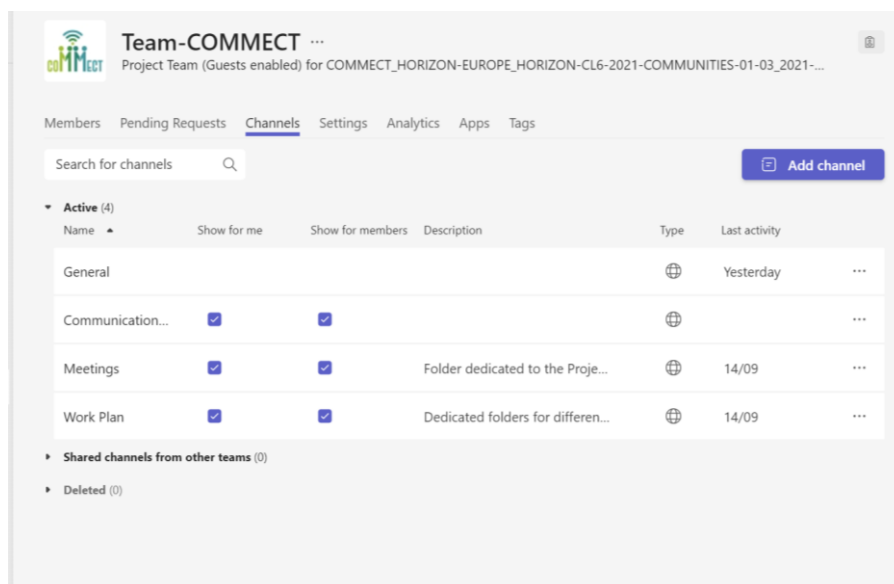 coMMECT
Team-COMMECT ...
Project Team (Guests enabled) for COMMECT_HORIZON-EUROPE_HORIZON-CL6-2021-COMMUNITIES-01-03_2021-...
Members Pending Requests Channels Settings Analytics Apps Tags
Search for channels Add channel
Active (4)
Name Show for me Show for members Description Type Last activity
General Yesterday ...
Communication... ...
Meetings Folder dedicated to the Proje... 14/09 ...
Work Plan Dedicated folders for differen... 14/09 ...
Shared channels from other teams (0)
Deleted (0)